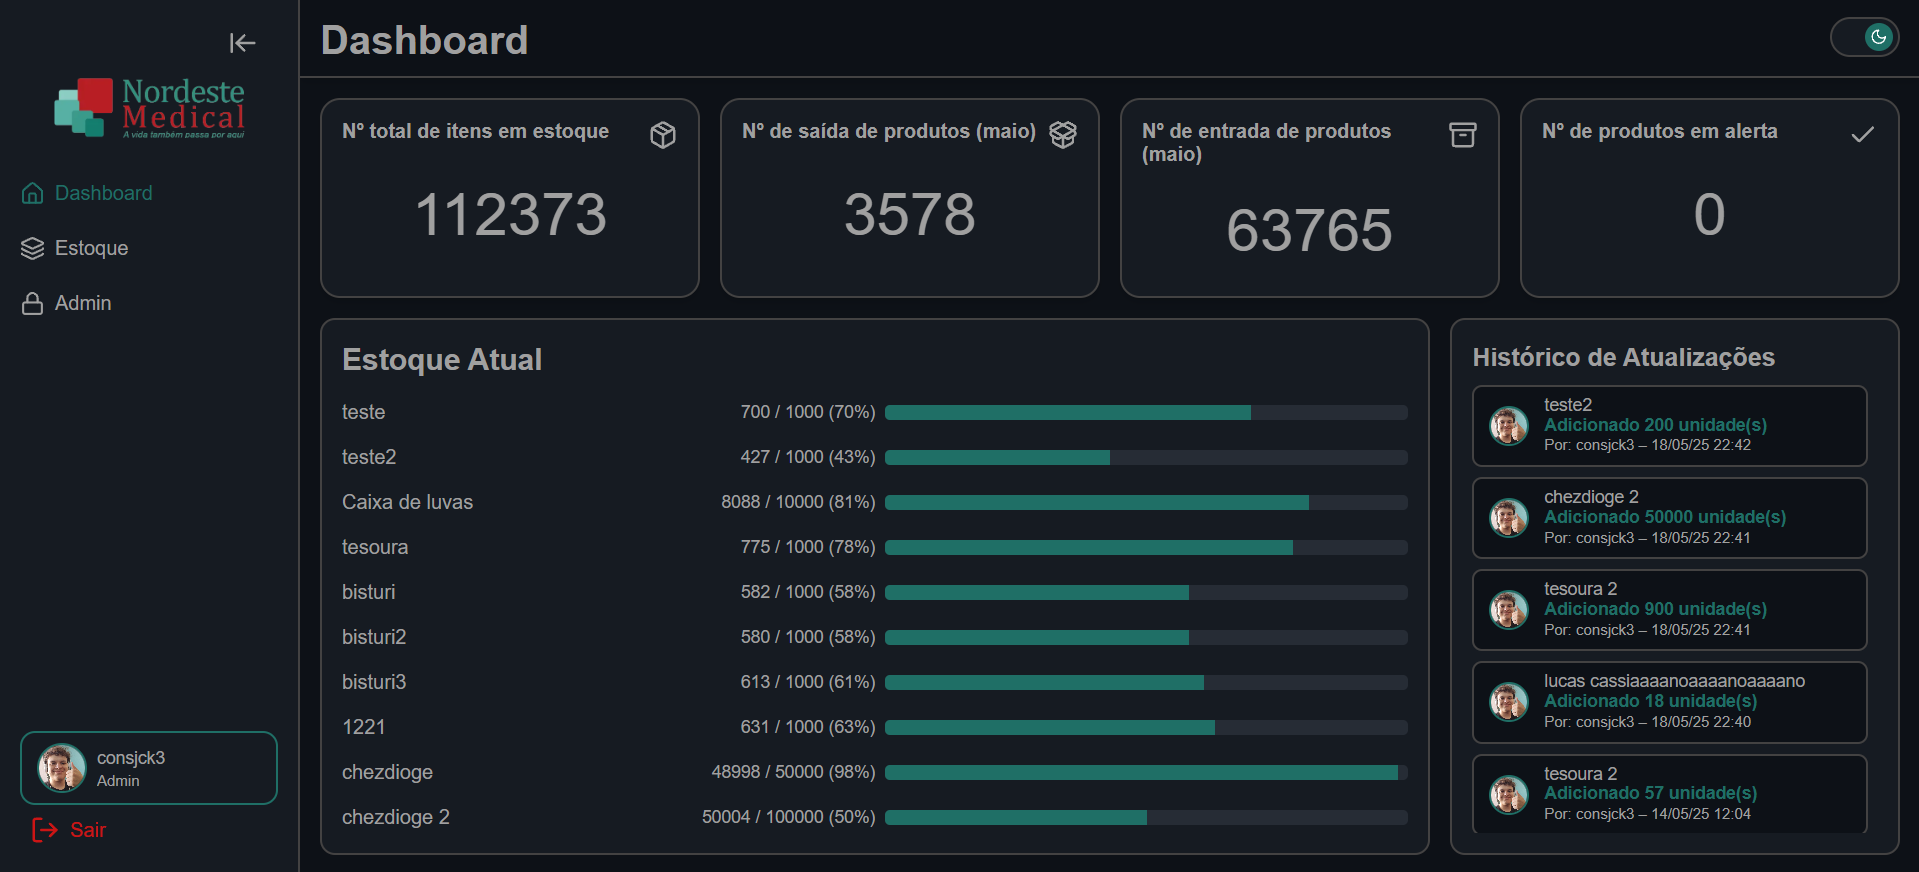 Nordeste
Medical
A vida também passa por aqui
Dashboard
Estoque
Admin
consjck3
Admin
Sair
Dashboard
Nº total de itens em estoque
112373
Nº de saída de produtos (maio)
3578
Nº de entrada de produtos
(maio)
63765
Nº de produtos em alerta
0
Estoque Atual
teste 700 / 1000 (70%)
teste2 427 / 1000 (43%)
Caixa de luvas 8088 / 10000 (81%)
tesoura 775 / 1000 (78%)
bisturi 582 / 1000 (58%)
bisturi2 580 / 1000 (58%)
bisturi3 613 / 1000 (61%)
1221 631 / 1000 (63%)
chezdioge 48998 / 50000 (98%)
chezdioge 2 50004 / 100000 (50%)
Histórico de Atualizações
teste2
Adicionado 200 unidade(s)
Por: consjck3 – 18/05/25 22:42
chezdioge 2
Adicionado 50000 unidade(s)
Por: consjck3 – 18/05/25 22:41
tesoura 2
Adicionado 900 unidade(s)
Por: consjck3 – 18/05/25 22:41
lucas cassiaaaanoaaaanoaaaano
Adicionado 18 unidade(s)
Por: consjck3 – 18/05/25 22:40
tesoura 2
Adicionado 57 unidade(s)
Por: consjck3 – 14/05/25 12:04